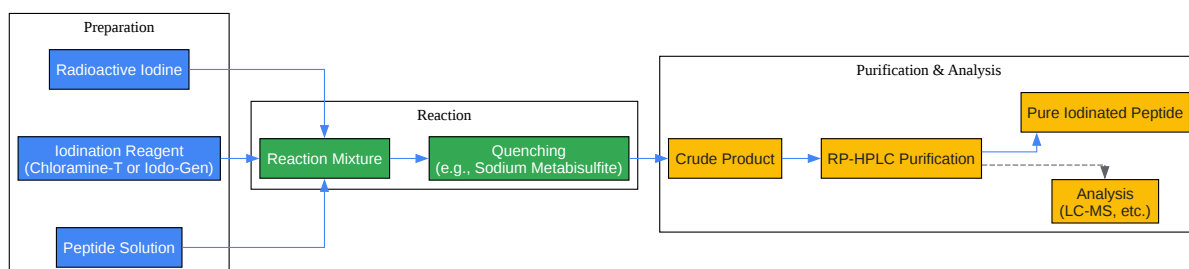 Preparation
Radioactive Iodine
Iodination Reagent
(Chloramine-T or Iodo-Gen)
Peptide Solution
Reaction
Reaction Mixture
Quenching
(e.g., Sodium Metabisulfite)
Purification & Analysis
Crude Product
RP-HPLC Purification
Pure Iodinated Peptide
Analysis
(LC-MS, etc.)